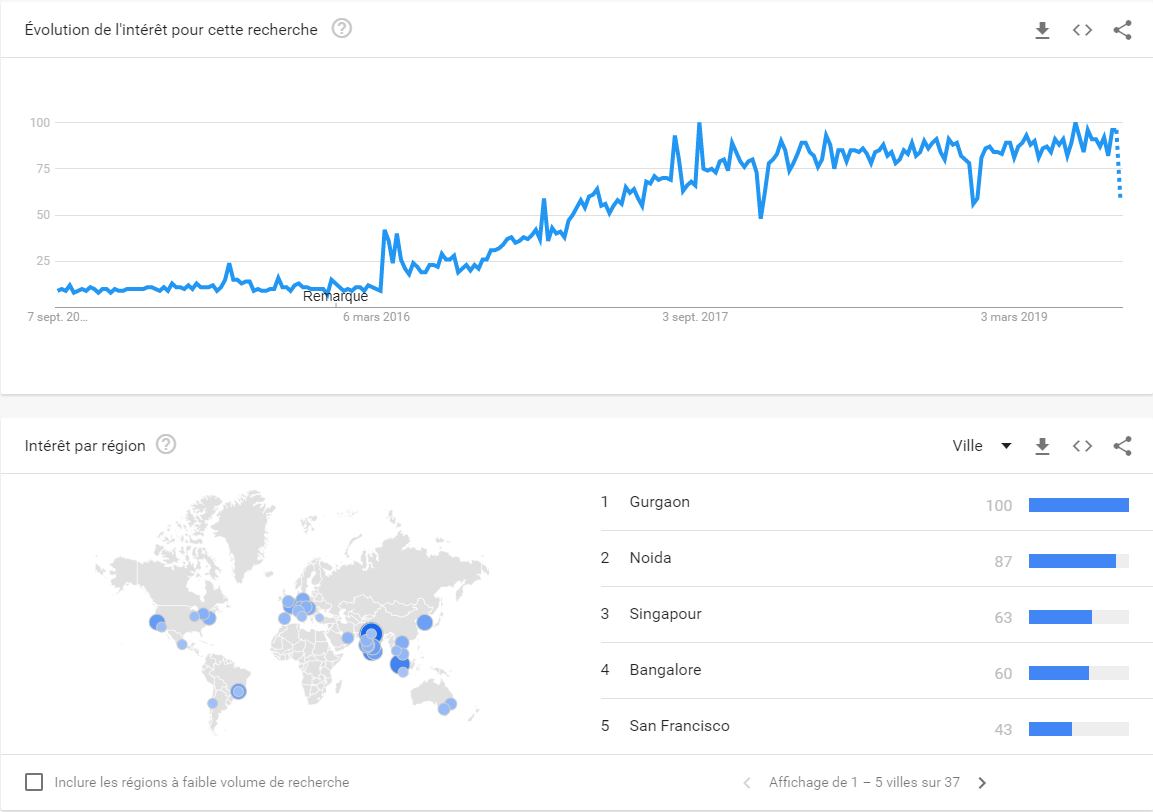 Évolution de l'intérêt pour cette recherche ?
100
75
50
25
Remarque
7 sept. 20… 6 mars 2016 3 sept. 2017 3 mars 2019
Intérêt par région ? Ville
1 Gurgaon 100
2 Noida 87
3 Singapour 63
4 Bangalore 60
5 San Francisco 43
Inclure les régions à faible volume de recherche
Affichage de 1 – 5 villes sur 37